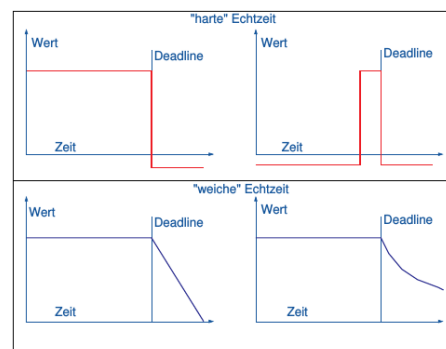 "harte" Echtzeit
Wert
Deadline
Zeit
Wert
Deadline
Zeit
"weiche" Echtzeit
Wert
Deadline
Zeit
Wert
Deadline
Zeit